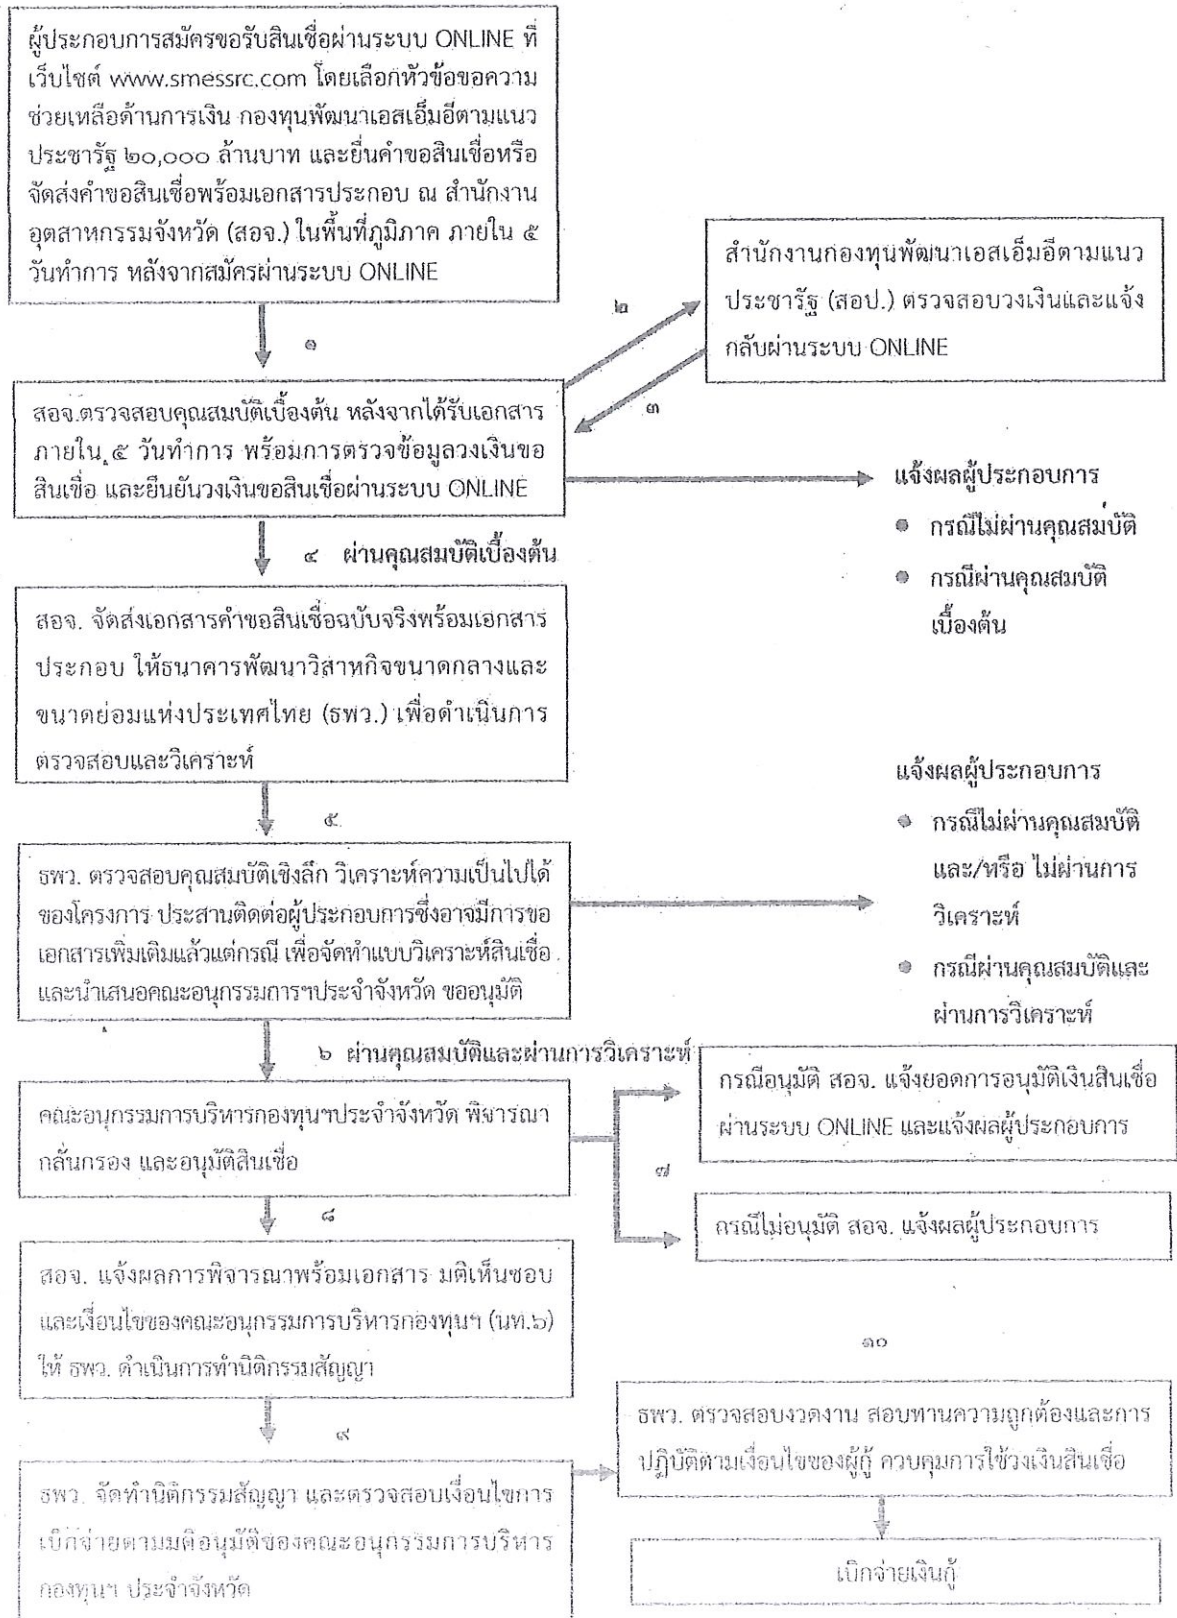 ผู้ประกอบการสมัครขอรับสินเชื่อผ่านระบบ ONLINE ที่
เว็บไซต์ www.smessrc.com โดยเลือกหัวข้อขอความ
ช่วยเหลือด้านการเงิน กองทุนพัฒนาเอสเอ็มอีตามแนว
ประชารัฐ ๒๐,๐๐๐ ล้านบาท และยื่นคำขอสินเชื่อหรือ
จัดส่งคำขอสินเชื่อพร้อมเอกสารประกอบ ณ สำนักงาน
อุตสาหกรรมจังหวัด (สอจ.) ในพื้นที่ภูมิภาค ภายใน ๕
วันทำการ หลังจากสมัครผ่านระบบ ONLINE
สำนักงานกองทุนพัฒนาเอสเอ็มอีตามแนว
ประชารัฐ (สอป.) ตรวจสอบวงเงินและแจ้ง
กลับผ่านระบบ ONLINE
๑
๒
๓
สอจ.ตรวจสอบคุณสมบัติเบื้องต้น หลังจากได้รับเอกสาร
ภายใน ๕ วันทำการ พร้อมการตรวจข้อมูลวงเงินขอ
สินเชื่อ และยืนยันวงเงินขอสินเชื่อผ่านระบบ ONLINE
แจ้งผลผู้ประกอบการ
● กรณีไม่ผ่านคุณสมบัติ
● กรณีผ่านคุณสมบัติ
เบื้องต้น
๔ ผ่านคุณสมบัติเบื้องต้น
สอจ. จัดส่งเอกสารคำขอสินเชื่อฉบับจริงพร้อมเอกสาร
ประกอบ ให้ธนาคารพัฒนาวิสาหกิจขนาดกลางและ
ขนาดย่อมแห่งประเทศไทย (ธพว.) เพื่อดำเนินการ
ตรวจสอบและวิเคราะห์
๕
ธพว. ตรวจสอบคุณสมบัติเชิงลึก วิเคราะห์ความเป็นไปได้
ของโครงการ ประสานติดต่อผู้ประกอบการซึ่งอาจมีการขอ
เอกสารเพิ่มเติมแล้วแต่กรณี เพื่อจัดทำแบบวิเคราะห์สินเชื่อ
และนำเสนอคณะอนุกรรมการฯประจำจังหวัด ขออนุมัติ
แจ้งผลผู้ประกอบการ
● กรณีไม่ผ่านคุณสมบัติ
และ/หรือ ไม่ผ่านการ
วิเคราะห์
● กรณีผ่านคุณสมบัติและ
ผ่านการวิเคราะห์
๖ ผ่านคุณสมบัติและผ่านการวิเคราะห์
คณะอนุกรรมการบริหารกองทุนฯประจำจังหวัด พิจารณา
กลั่นกรอง และอนุมัติสินเชื่อ
กรณีอนุมัติ สอจ. แจ้งยอดการอนุมัติเงินสินเชื่อ
ผ่านระบบ ONLINE และแจ้งผลผู้ประกอบการ
๗
กรณีไม่อนุมัติ สอจ. แจ้งผลผู้ประกอบการ
๘
สอจ. แจ้งผลการพิจารณาพร้อมเอกสาร มติเห็นชอบ
และเงื่อนไขของคณะอนุกรรมการบริหารกองทุนฯ (นท.๖)
ให้ ธพว. ดำเนินการทำนิติกรรมสัญญา
๙
ธพว. จัดทำนิติกรรมสัญญา และตรวจสอบเงื่อนไขการ
เบิกจ่ายตามมติอนุมัติของคณะอนุกรรมการบริหาร
กองทุนฯ ประจำจังหวัด
๑๐
ธพว. ตรวจสอบงวดงาน สอบทานความถูกต้องและการ
ปฏิบัติตามเงื่อนไขของผู้กู้ ควบคุมการใช้วงเงินสินเชื่อ
เบิกจ่ายเงินกู้